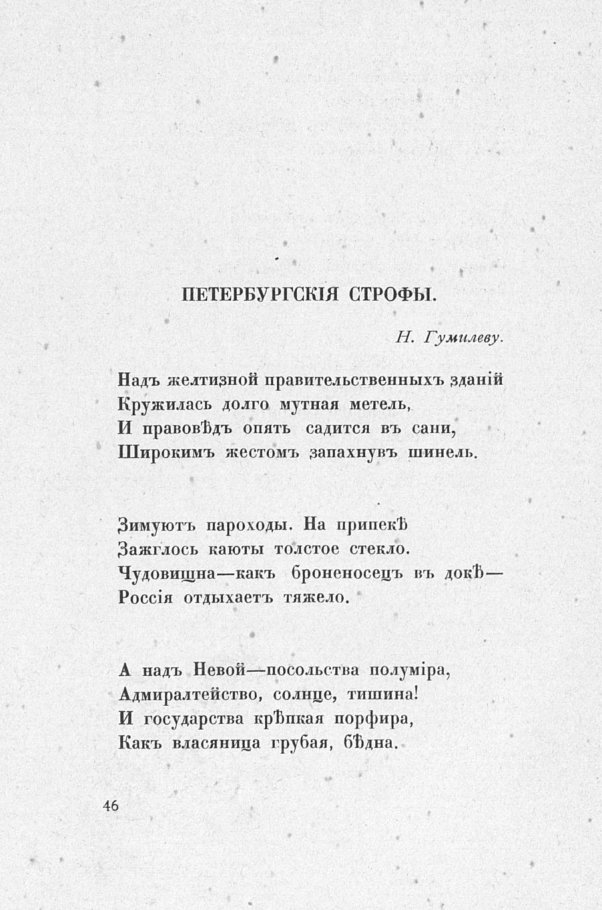 ПЕТЕРБУРГСКІЯ СТРОФЫ.
Н. Гумилеву.
Надъ желтизной правительственныхъ зданій
Кружилась долго мутная метель,
И правовѣдъ опять садится въ сани,
Широкимъ жестомъ запахнувъ шинель.
Зимуютъ пароходы. На припекѣ
Зажглось каюты толстое стекло.
Чудовищна—какъ броненосецъ въ докѣ—
Россія отдыхаетъ тяжело.
А надъ Невой—посольства полуміра,
Адмиралтейство, солнце, тишина!
И государства крѣпкая порфира,
Какъ власяница грубая, бѣдна.
46